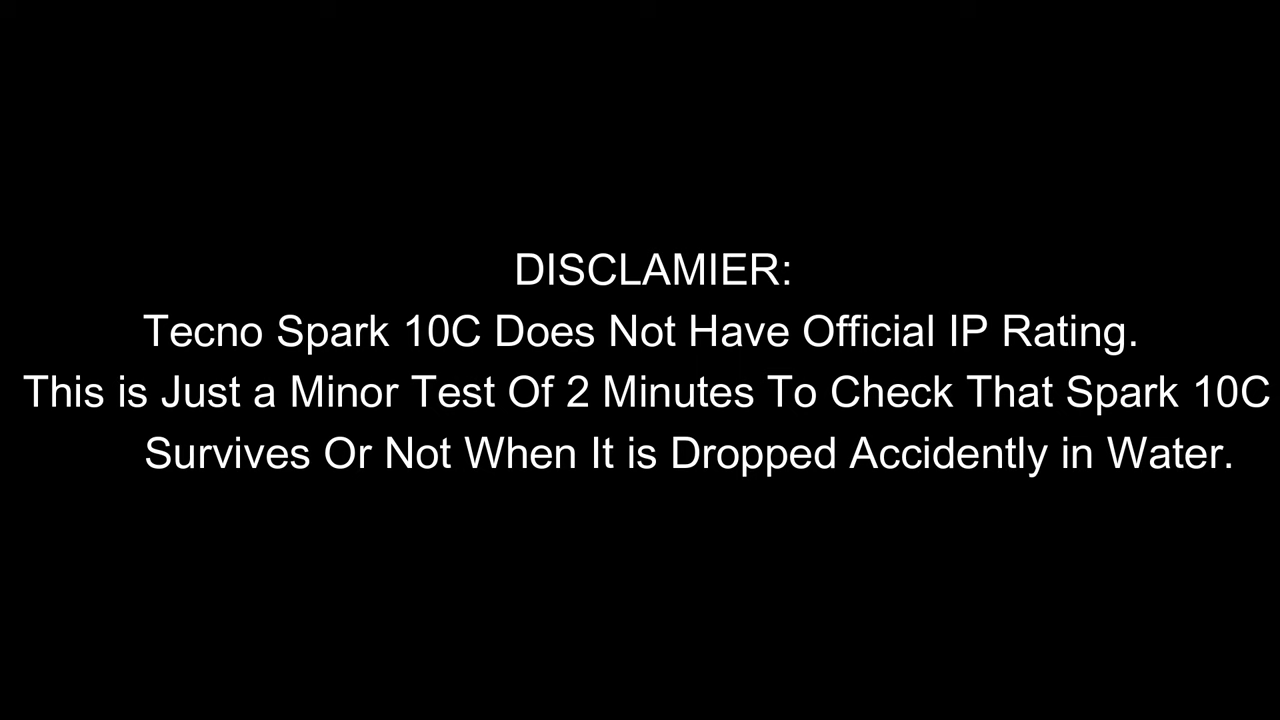 DISCLAMIER:
Tecno Spark 10C Does Not Have Official IP Rating.
This is Just a Minor Test Of 2 Minutes To Check That Spark 10C
Survives Or Not When It is Dropped Accidently in Water.